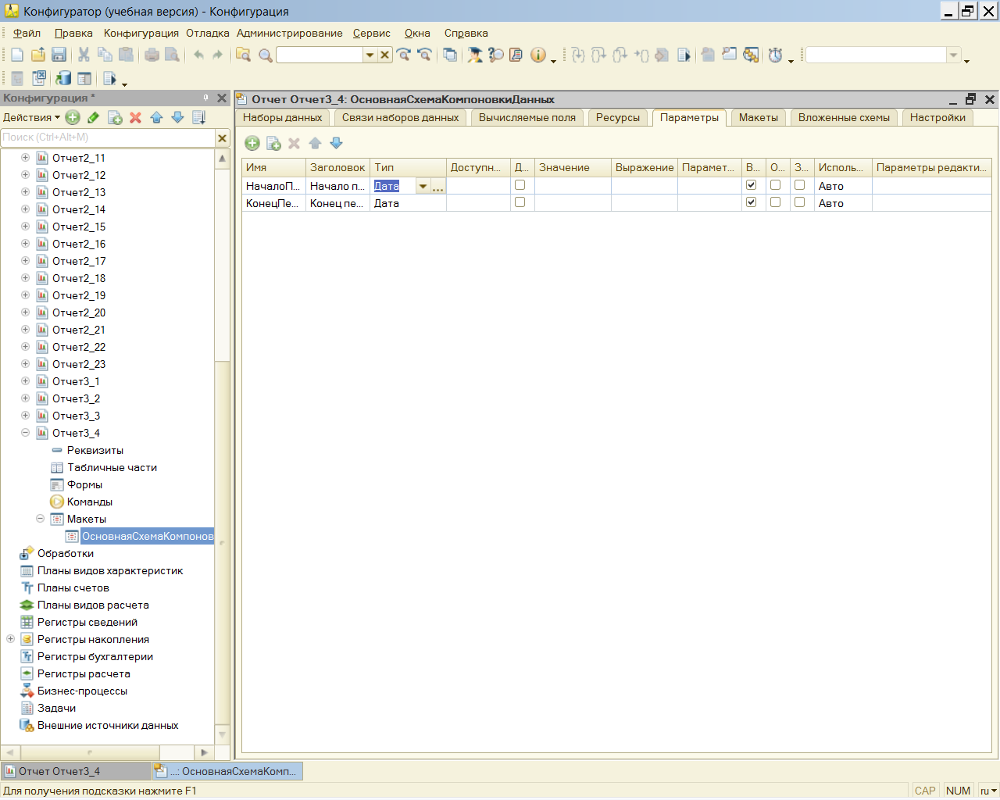 Конфигуратор (учебная версия) - Конфигурация
Файл Правка Конфигурация Отладка Администрирование Сервис Окна Справка
Конфигурация *
Действия
Поиск (Ctrl+Alt+M)
Отчет2_11
Отчет2_12
Отчет2_13
Отчет2_14
Отчет2_15
Отчет2_16
Отчет2_17
Отчет2_18
Отчет2_19
Отчет2_20
Отчет2_21
Отчет2_22
Отчет2_23
Отчет3_1
Отчет3_2
Отчет3_3
Отчет3_4
Реквизиты
Табличные части
Формы
Команды
Макеты
ОсновнаяСхемаКомпонов
Обработки
Планы видов характеристик
Планы счетов
Планы видов расчета
Регистры сведений
Регистры накопления
Регистры бухгалтерии
Регистры расчета
Бизнес-процессы
Задачи
Внешние источники данных
Отчет Отчет3_4: ОсновнаяСхемаКомпоновкиДанных
Наборы данных Связи наборов данных Вычисляемые поля Ресурсы Параметры Макеты Вложенные схемы Настройки
Имя Заголовок Тип Доступн... Д... Значение Выражение Парамет... В... О... З... Исполь... Параметры редакти...
НачалоП... Начало п... Дата ... Авто
КонецПе... Конец пе... Дата Авто
Отчет Отчет3_4 ...: ОсновнаяСхемаКомп...
Для получения подсказки нажмите F1 CAP NUM ru